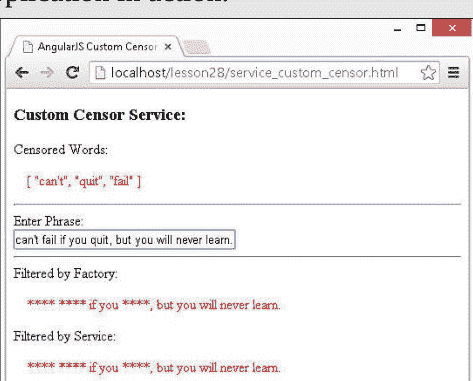 plication in action.
AngularJS Custom Censor
localhost/lesson28/service_custom_censor.html
Custom Censor Service:
Censored Words:
[ "can't", "quit", "fail" ]
Enter Phrase:
can't fail if you quit, but you will never learn.
Filtered by Factory:
**** **** if you ****, but you will never learn.
Filtered by Service:
**** **** if you ****, but you will never learn.